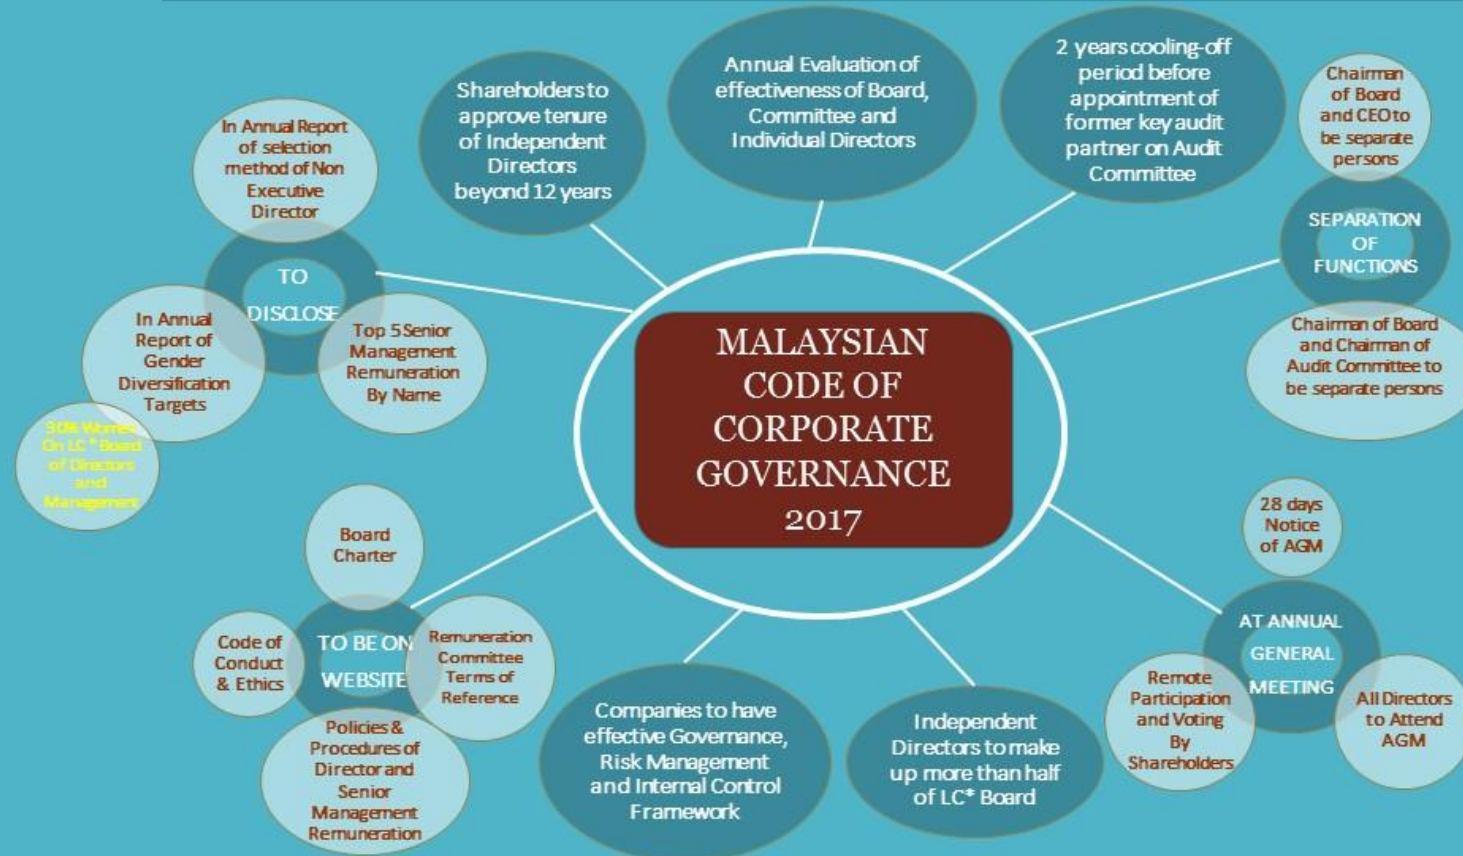 MALAYSIAN
CODE OF
CORPORATE
GOVERNANCE
2017
Shareholders to
approve tenure
of Independent
Directors
beyond 12 years
Annual Evaluation of
effectiveness of Board,
Committee and
Individual Directors
2 years cooling-off
period before
appointment of
former key audit
partner on Audit
Committee
Chairman
of Board
and CEO to
be separate
persons
SEPARATION
OF
FUNCTIONS
Chairman of Board
and Chairman of
Audit Committee to
be separate persons
28 days
Notice
of AGM
AT ANNUAL
GENERAL
MEETING
Remote
Participation
and Voting
By
Shareholders
All Directors
to Attend
AGM
Independent
Directors to make
up more than half
of LC* Board
Companies to have
effective Governance,
Risk Management
and Internal Control
Framework
Board
Charter
TO BE ON
WEBSITE
Code of
Conduct
& Ethics
Remuneration
Committee
Terms of
Reference
Policies &
Procedures of
Director and
Senior
Management
Remuneration
In Annual Report
of selection
method of Non
Executive
Director
TO
DISCLOSE
In Annual
Report of
Gender
Diversification
Targets
Top 5 Senior
Management
Remuneration
By Name
30% Women
On LC* Board
of Directors
and
Management